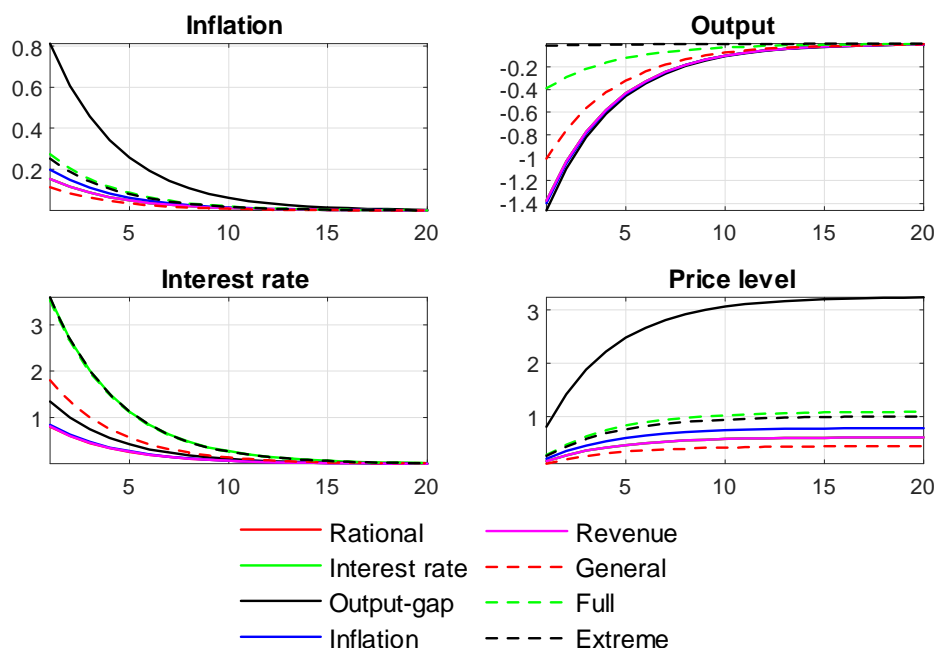 Inflation
0.8
0.6
0.4
0.2
5 10 15 20
Output
-0.2
-0.4
-0.6
-0.8
-1
-1.2
-1.4
5 10 15 20
Interest rate
3
2
1
5 10 15 20
Price level
3
2
1
5 10 15 20
Rational
Interest rate
Output-gap
Inflation
Revenue
General
Full
Extreme